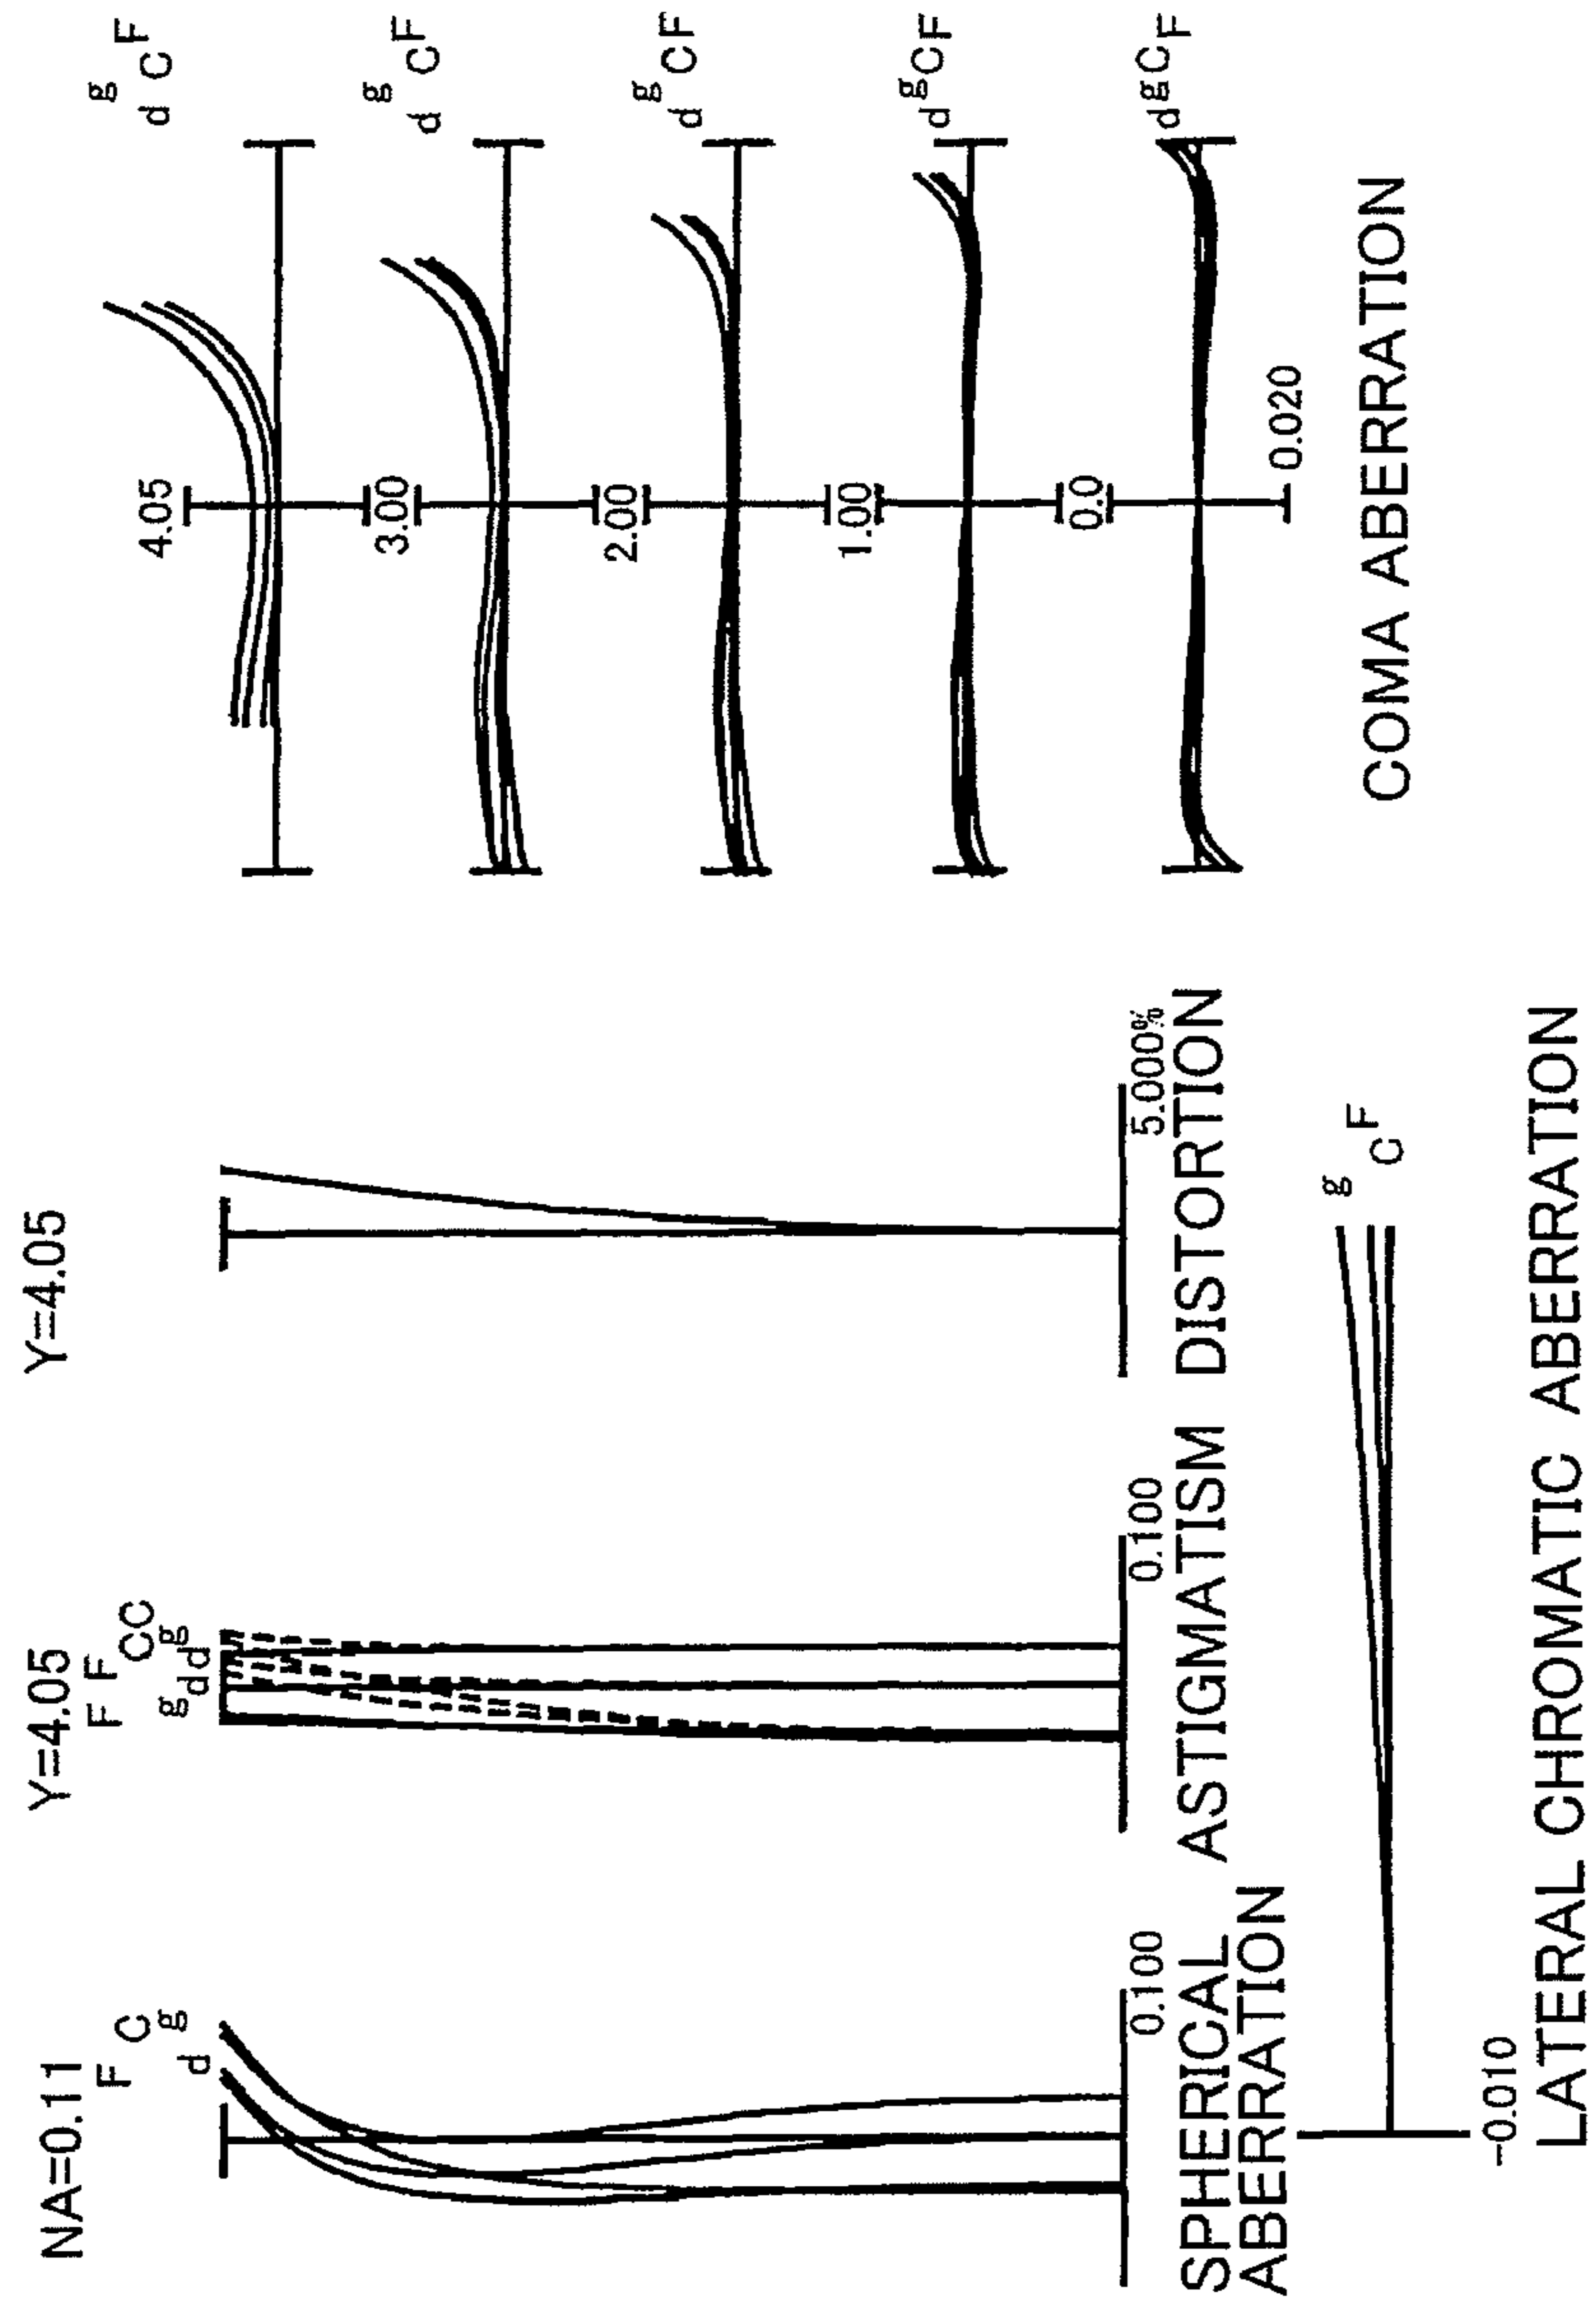 NA=0.11
F
C
d
g
0.100
SPHERICAL
ABERRATION
Y=4.05
F F
CC
g d d g
0.100
ASTIGMATISM
Y=4.05
5.000%
DISTORTION
g
C F
-0.010
LATERAL CHROMATIC ABERRATION
4.05
g
d C F
3.00
g
d C F
2.00
g
d C F
1.00
d g C F
0.0
d g C F
0.020
COMA ABERRATION